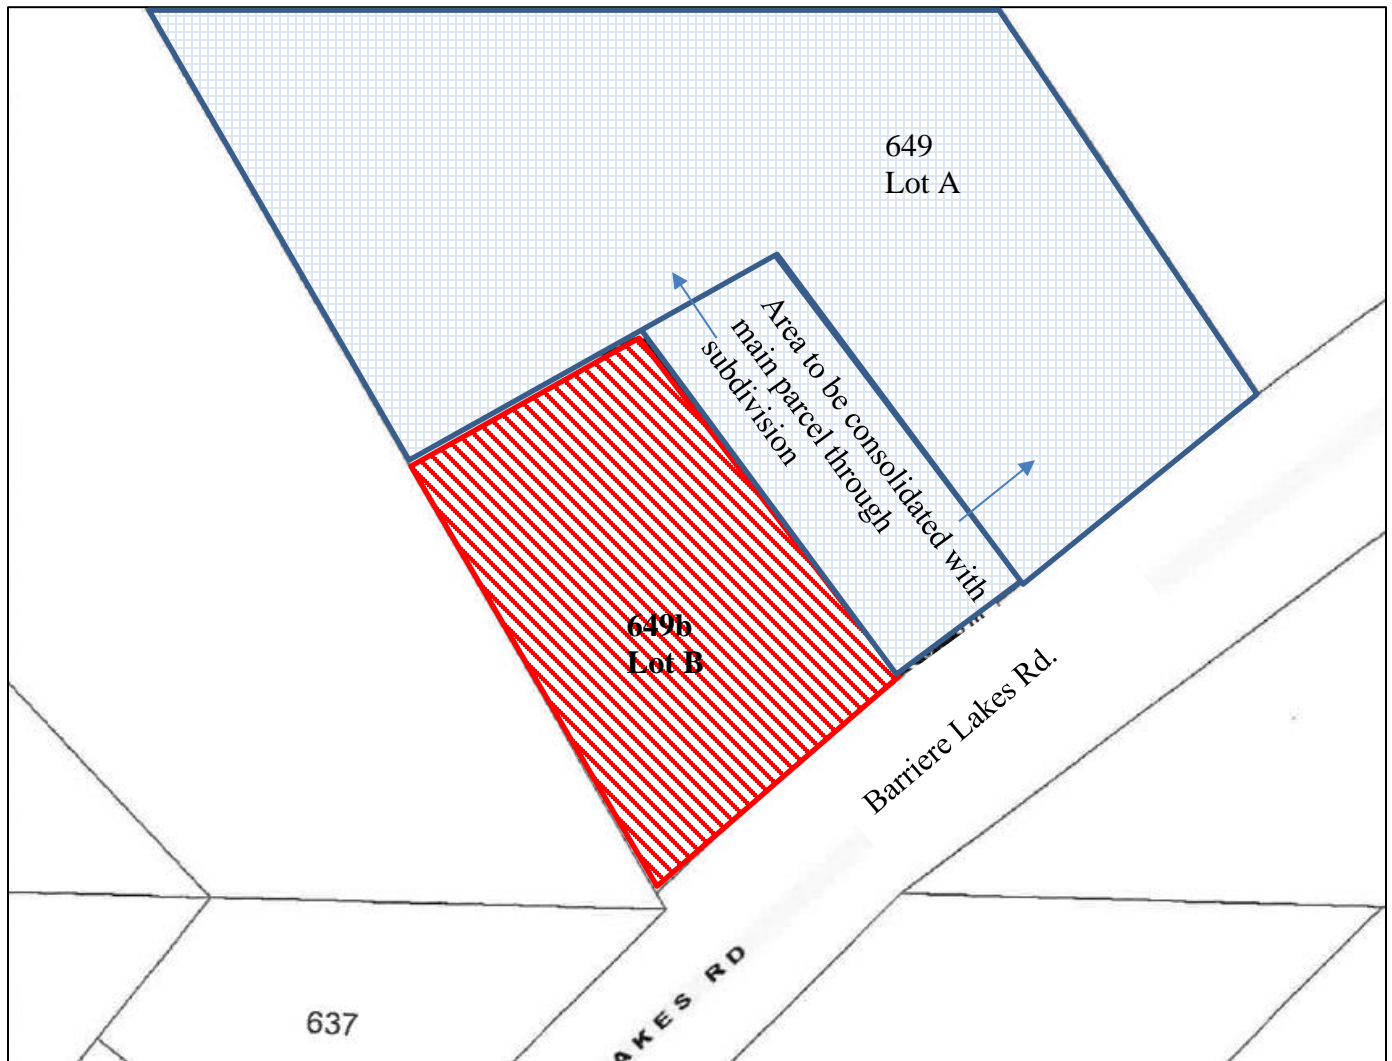 649
Lot A
Area to be consolidated with
main parcel through
subdivision
649b
Lot B
Barriere Lakes Rd.
AKES RD
637